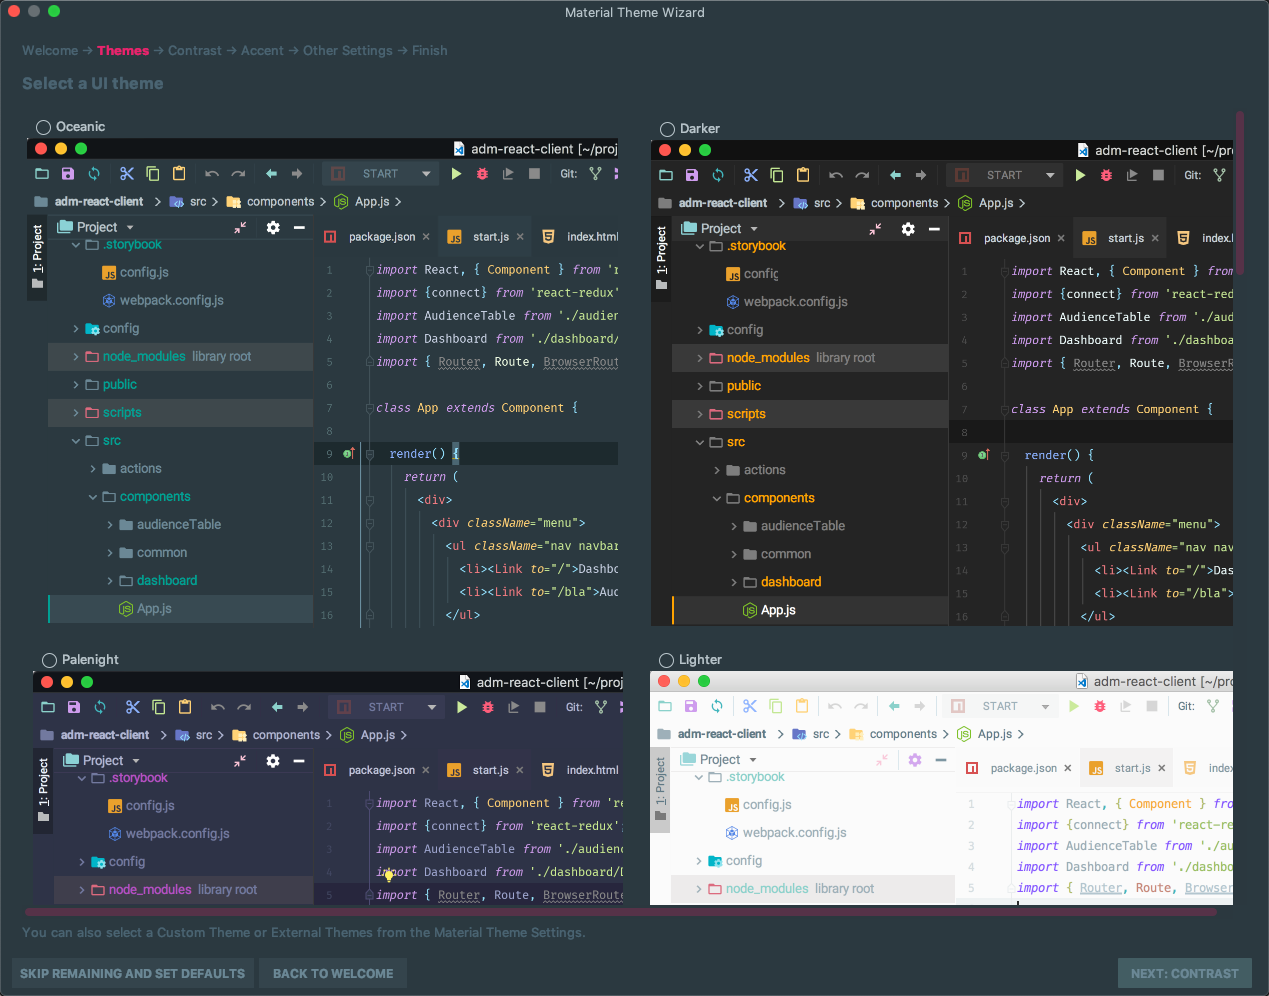 Material Theme Wizard
Welcome → Themes → Contrast → Accent → Other Settings → Finish
Select a UI theme
Oceanic
adm-react-client [~/proj
START
Git:
adm-react-client > src > components > App.js >
1: Project
Project
.storybook
config.js
webpack.config.js
config
node_modules library root
public
scripts
src
actions
components
audienceTable
common
dashboard
App.js
package.json ×
start.js ×
index.html
1 import React, { Component } from 'r
2 import {connect} from 'react-redux'
3 import AudienceTable from './audien
4 import Dashboard from './dashboard/
5 import { Router, Route, BrowserRout
6
7 class App extends Component {
8
9 render() {
10 return (
11 <div>
12 <div className="menu">
13 <ul className="nav navbar
14 <li><Link to="/">Dashbo
15 <li><Link to="/bla">Aud
16 </ul>
Darker
adm-react-client [~/pr
START
Git:
adm-react-client > src > components > App.js >
1: Project
Project
.storybook
config
webpack.config.js
config
node_modules library root
public
scripts
src
actions
components
audienceTable
common
dashboard
App.js
package.json ×
start.js ×
index.
1 import React, { Component } from
2 import {connect} from 'react-red
3 import AudienceTable from './aud
4 import Dashboard from './dashboa
5 import { Router, Route, BrowserR
6
7 class App extends Component {
8
9 render() {
10 return (
11 <div>
12 <div className="menu">
13 <ul className="nav nav
14 <li><Link to="/">Das
15 <li><Link to="/bla">
16 </ul>
Palenight
adm-react-client [~/proj
START
Git:
adm-react-client > src > components > App.js >
1: Project
Project
.storybook
config.js
webpack.config.js
config
node_modules library root
package.json ×
start.js ×
index.html
1 import React, { Component } from 're
2 import {connect} from 'react-redux';
3 import AudienceTable from './audienc
4 import Dashboard from './dashboard/D
5 import { Router, Route, BrowserRoute
Lighter
adm-react-client [~/pro
START
Git:
adm-react-client > src > components > App.js >
1: Project
Project
.storybook
config.js
webpack.config.js
config
node_modules library root
package.json ×
start.js ×
index
1 import React, { Component } fro
2 import {connect} from 'react-re
3 import AudienceTable from './au
4 import Dashboard from './dashbo
5 import { Router, Route, Browser
You can also select a Custom Theme or External Themes from the Material Theme Settings.
SKIP REMAINING AND SET DEFAULTS
BACK TO WELCOME
NEXT: CONTRAST